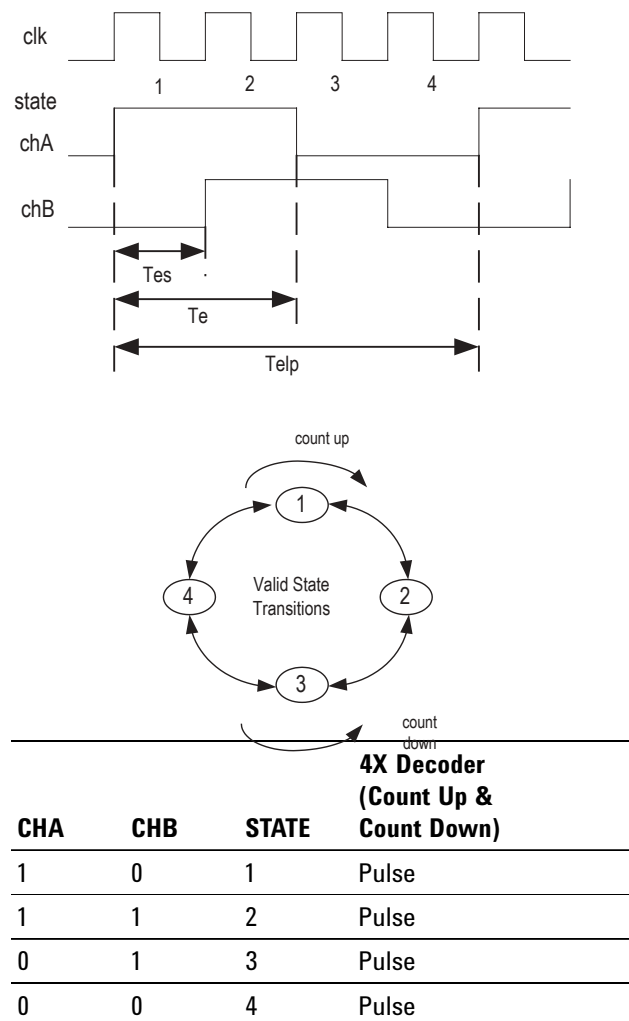 clk
1 2 3 4
state
chA
chB
Tes
Te
Telp
count up
1
4 Valid State 2
Transitions
3
count
down
4X Decoder
(Count Up &
CHA CHB STATE Count Down)
1 0 1 Pulse
1 1 2 Pulse
0 1 3 Pulse
0 0 4 Pulse